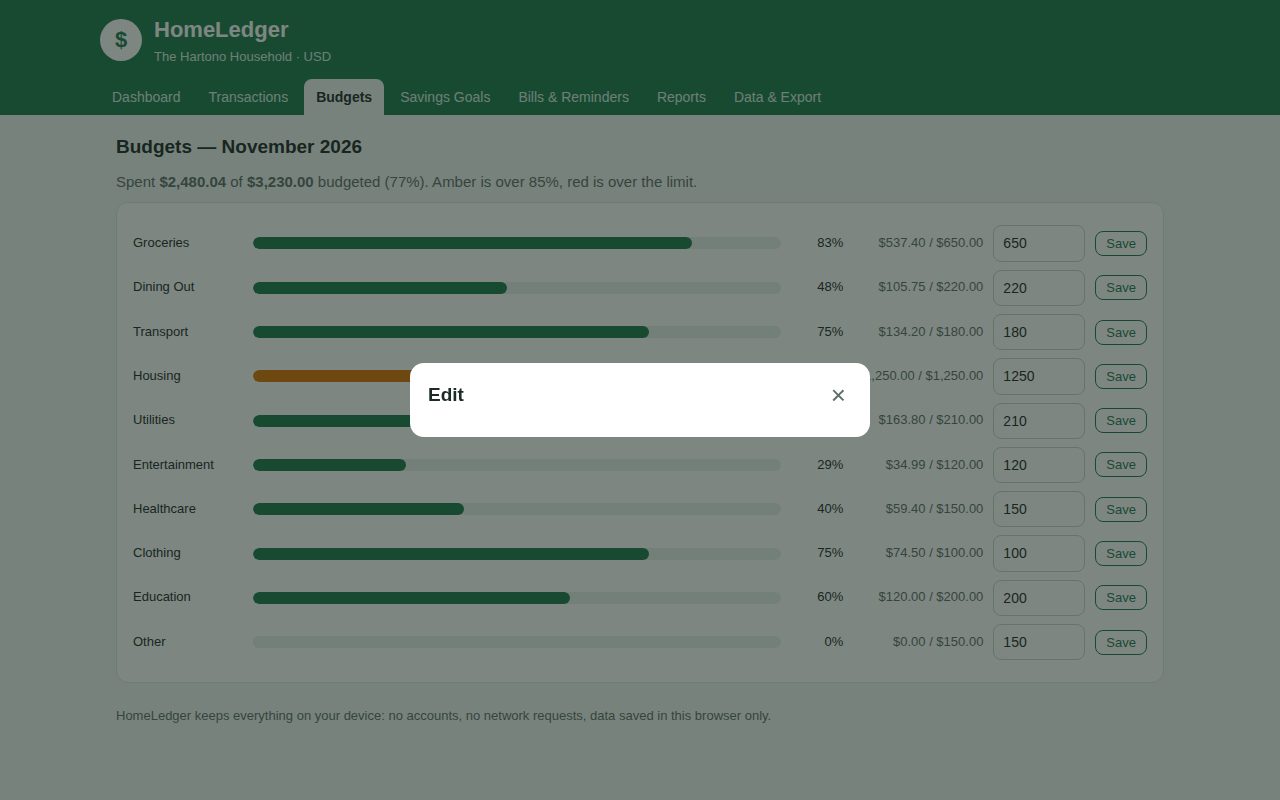 $
HomeLedger
The Hartono Household · USD
Dashboard Transactions Budgets Savings Goals Bills & Reminders Reports Data & Export
Budgets — November 2026
Spent $2,480.04 of $3,230.00 budgeted (77%). Amber is over 85%, red is over the limit.
Groceries 83% $537.40 / $650.00 650 Save
Dining Out 48% $105.75 / $220.00 220 Save
Transport 75% $134.20 / $180.00 180 Save
Housing ,250.00 / $1,250.00 1250 Save
Edit ×
Utilities $163.80 / $210.00 210 Save
Entertainment 29% $34.99 / $120.00 120 Save
Healthcare 40% $59.40 / $150.00 150 Save
Clothing 75% $74.50 / $100.00 100 Save
Education 60% $120.00 / $200.00 200 Save
Other 0% $0.00 / $150.00 150 Save
HomeLedger keeps everything on your device: no accounts, no network requests, data saved in this browser only.